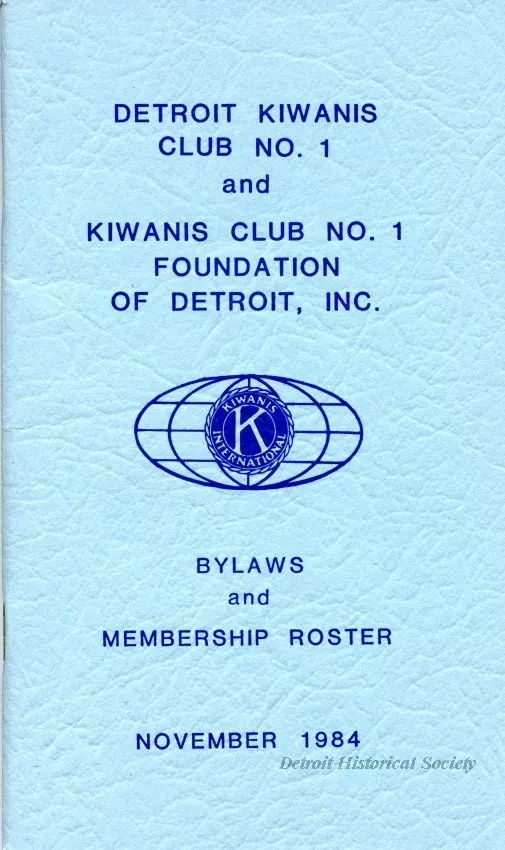 DETROIT KIWANIS
CLUB NO. 1
and
KIWANIS CLUB NO. 1
FOUNDATION
OF DETROIT, INC.
KIWANIS
K
INTERNATIONAL
BYLAWS
and
MEMBERSHIP ROSTER
NOVEMBER 1984
Detroit Historical Society